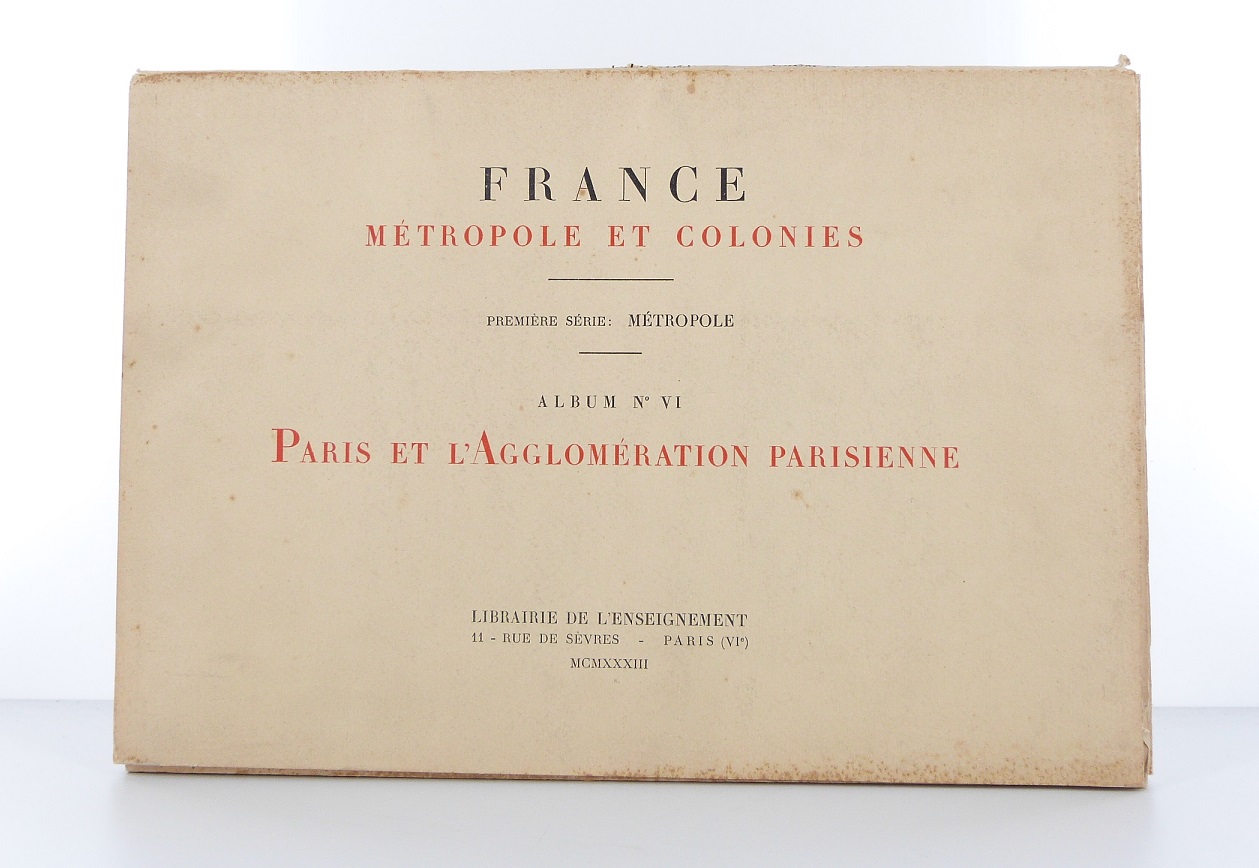 FRANCE
MÉTROPOLE ET COLONIES
PREMIÈRE SÉRIE: MÉTROPOLE
ALBUM Nº VI
PARIS ET L'AGGLOMÉRATION PARISIENNE
LIBRAIRIE DE L'ENSEIGNEMENT
11 - RUE DE SÈVRES - PARIS (VIᵉ)
MCMXXXIII